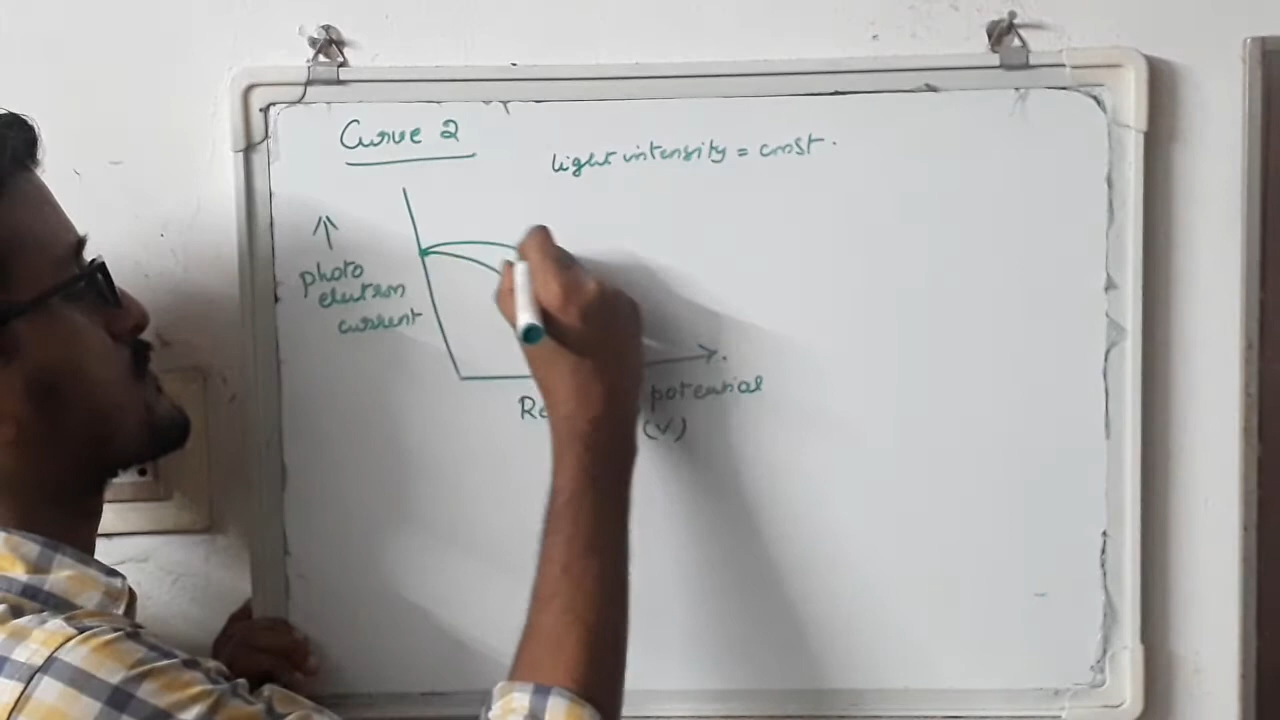 Curve 2
light intensity = const.
photo
electron
current
potential
(V)